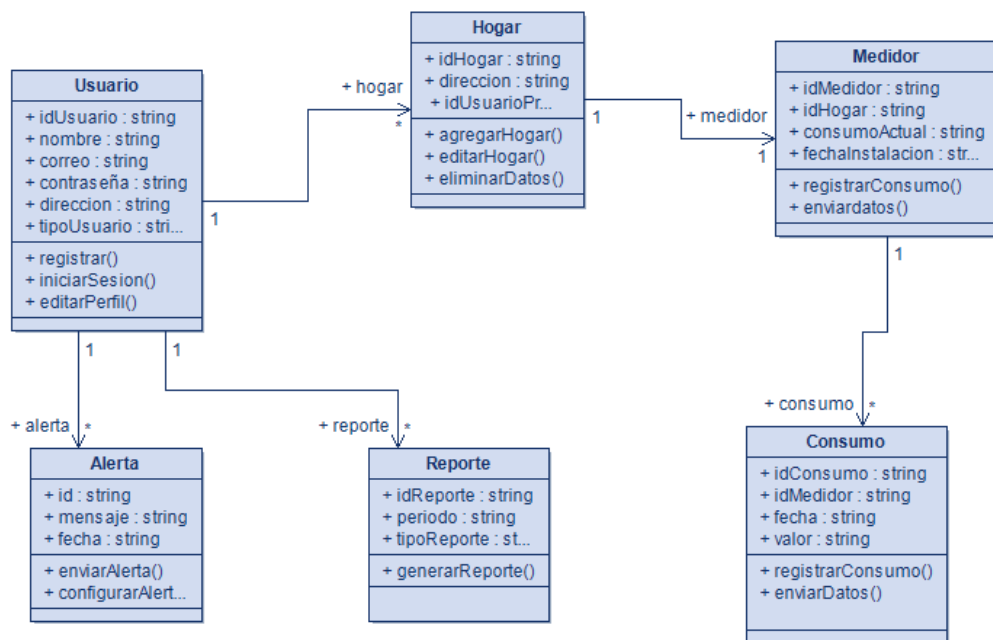 Usuario
+ idUsuario : string
+ nombre : string
+ correo : string
+ contraseña : string
+ direccion : string
+ tipoUsuario : stri...
+ registrar()
+ iniciarSesion()
+ editarPerfil()
1
+ hogar
*
Hogar
+ idHogar : string
+ direccion : string
+ idUsuarioPr...
+ agregarHogar()
+ editarHogar()
+ eliminarDatos()
1
+ medidor
1
Medidor
+ idMedidor : string
+ idHogar : string
+ consumoActual : string
+ fechaInstalacion : str...
+ registrarConsumo()
+ enviardatos()
1
+ consumo
*
1
+ alerta
*
Alerta
+ id : string
+ mensaje : string
+ fecha : string
+ enviarAlerta()
+ configurarAlert...
1
+ reporte
*
Reporte
+ idReporte : string
+ periodo : string
+ tipoReporte : st...
+ generarReporte()
Consumo
+ idConsumo : string
+ idMedidor : string
+ fecha : string
+ valor : string
+ registrarConsumo()
+ enviarDatos()